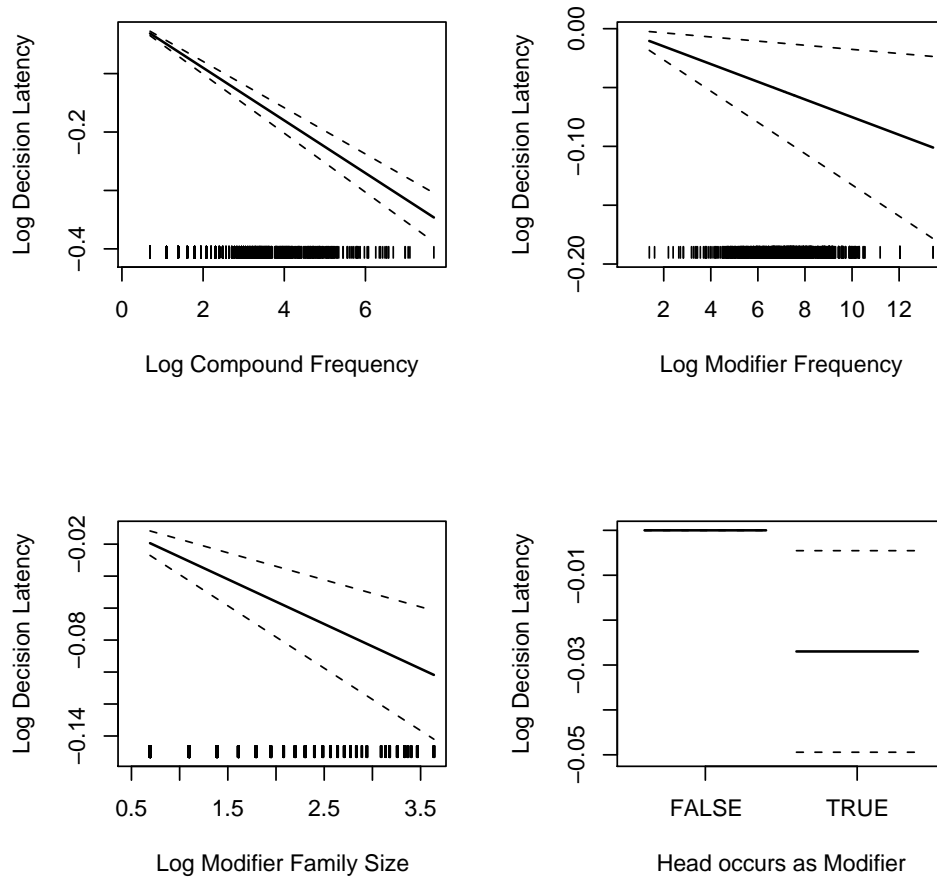 Log Decision Latency
−0.4
−0.2
0
2
4
6
Log Compound Frequency
Log Decision Latency
−0.20
−0.10
0.00
2
4
6
8
10
12
Log Modifier Frequency
Log Decision Latency
−0.14
−0.08
−0.02
0.5
1.5
2.5
3.5
Log Modifier Family Size
Log Decision Latency
−0.05
−0.03
−0.01
FALSE
TRUE
Head occurs as Modifier